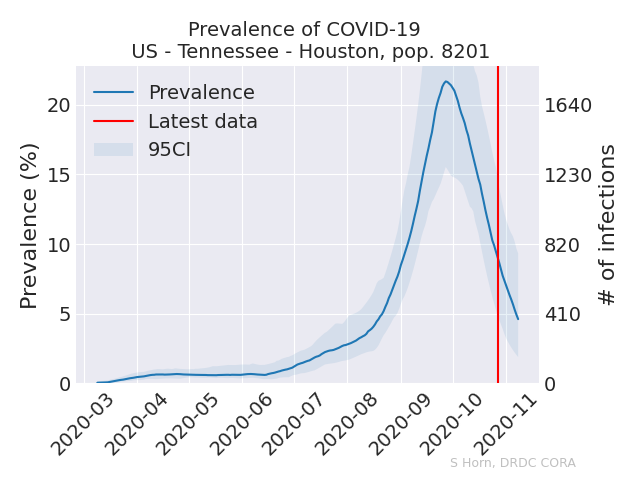 Prevalence of COVID-19
US - Tennessee - Houston, pop. 8201
Prevalence
Latest data
95CI
Prevalence (%)
20
15
10
5
0
1640
1230
820
410
0
# of infections
2020-03
2020-04
2020-05
2020-06
2020-07
2020-08
2020-09
2020-10
2020-11
S Horn, DRDC CORA